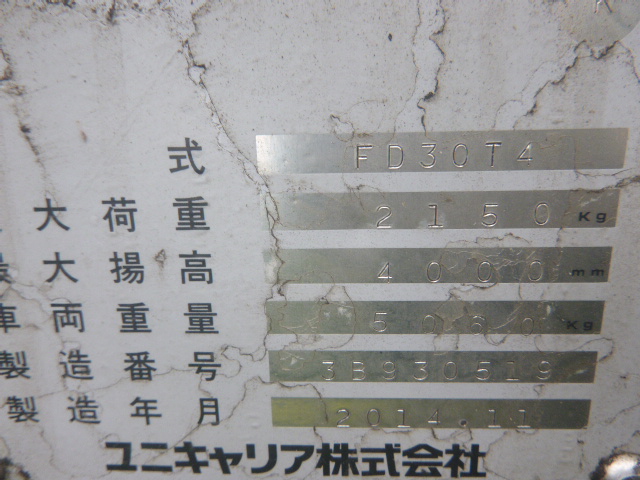 式 FD30T4
大荷重 2150 Kg
最大揚高 4000 mm
車両重量 5060 Kg
製造番号 3B930519
製造年月 2014.11
ユニキャリア株式会社